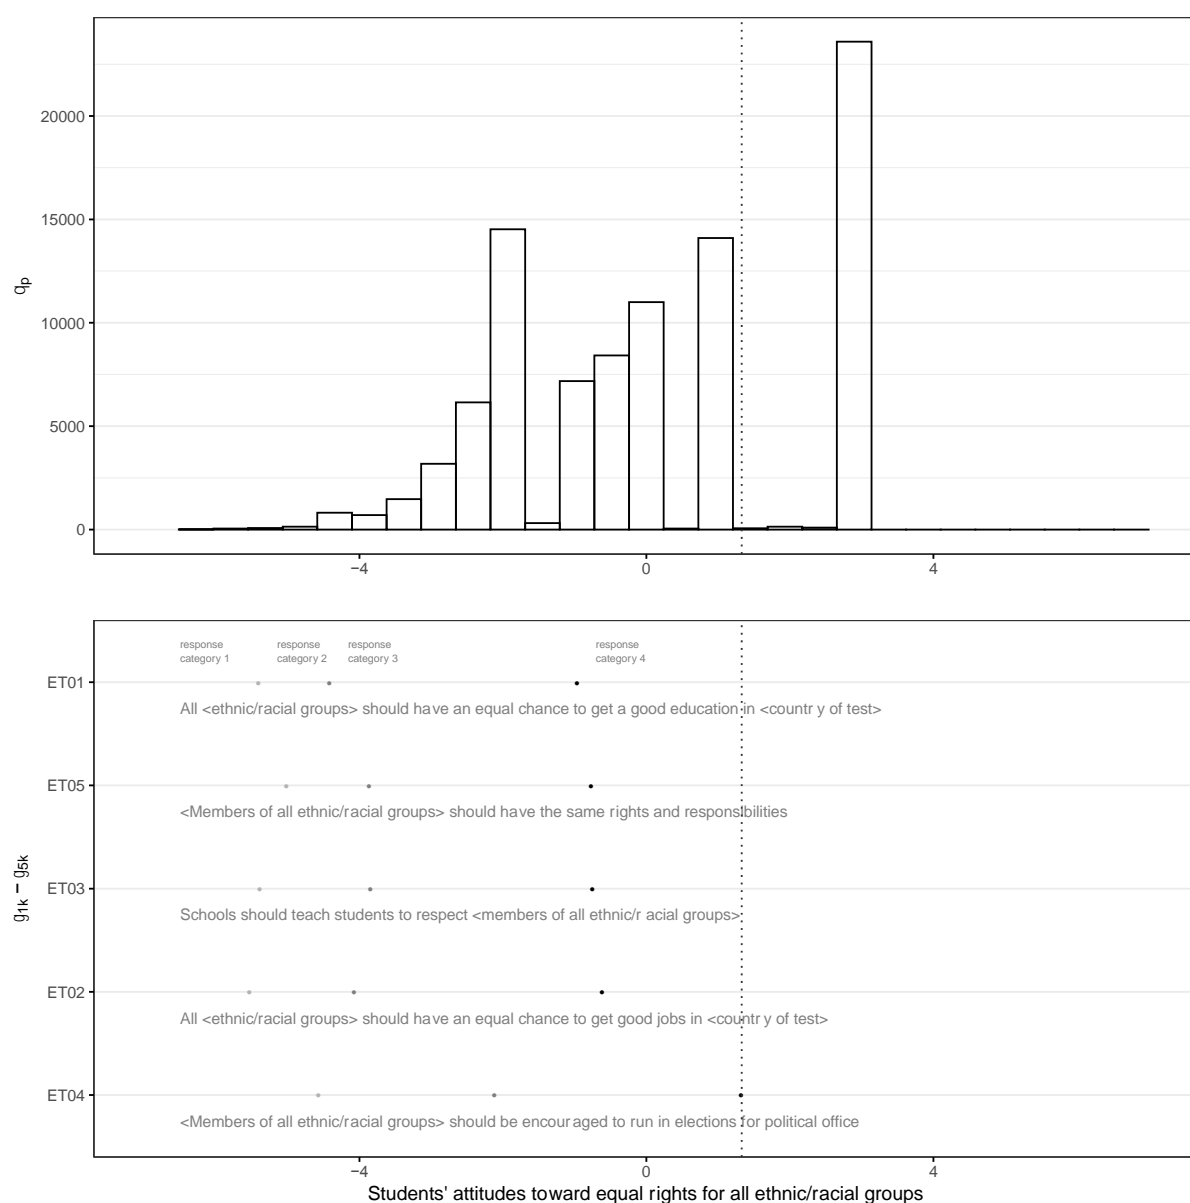 20000
15000
10000
5000
0
qp
−4 0 4
response response response response
category 1 category 2 category 3 category 4
ET01
All <ethnic/racial groups> should have an equal chance to get a good education in <countr y of test>
ET05
<Members of all ethnic/racial groups> should have the same rights and responsibilities
ET03
Schools should teach students to respect <members of all ethnic/r acial groups>
ET02
All <ethnic/racial groups> should have an equal chance to get good jobs in <countr y of test>
ET04
<Members of all ethnic/racial groups> should be encouraged to run in elections for political office
g1k − g5k
−4 0 4
Students' attitudes toward equal rights for all ethnic/racial groups